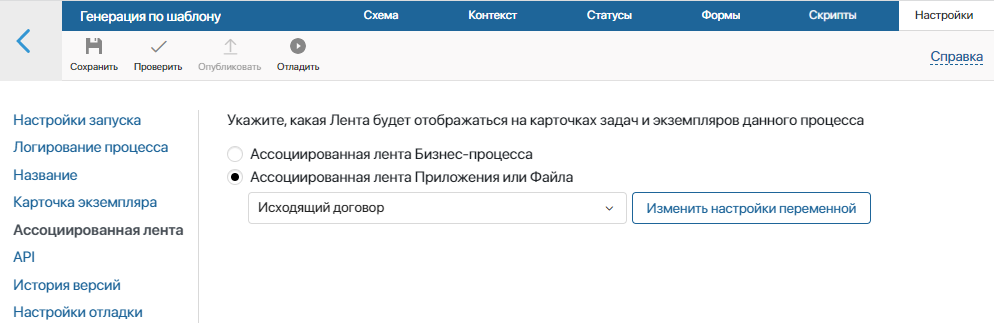 Генерация по шаблону
Схема
Контекст
Статусы
Формы
Скрипты
Настройки
Сохранить
Проверить
Опубликовать
Отладить
Справка
Настройки запуска
Логирование процесса
Название
Карточка экземпляра
Ассоциированная лента
API
История версий
Настройки отладки
Укажите, какая Лента будет отображаться на карточках задач и экземпляров данного процесса
Ассоциированная лента Бизнес-процесса
Ассоциированная лента Приложения или Файла
Исходящий договор
Изменить настройки переменной